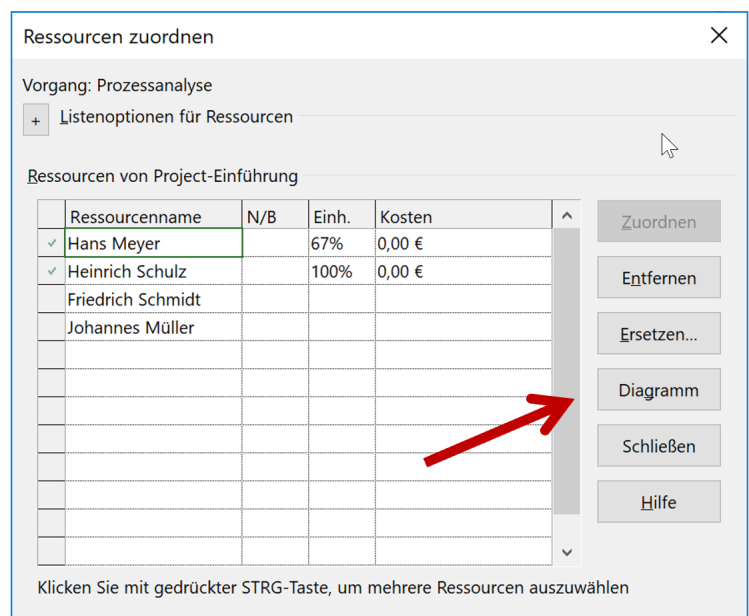 Ressourcen zuordnen
Vorgang: Prozessanalyse
+ Listenoptionen für Ressourcen
Ressourcen von Project-Einführung
Ressourcenname N/B Einh. Kosten
Hans Meyer 67% 0,00 €
Heinrich Schulz 100% 0,00 €
Friedrich Schmidt
Johannes Müller
Zuordnen
Entfernen
Ersetzen...
Diagramm
Schließen
Hilfe
Klicken Sie mit gedrückter STRG-Taste, um mehrere Ressourcen auszuwählen